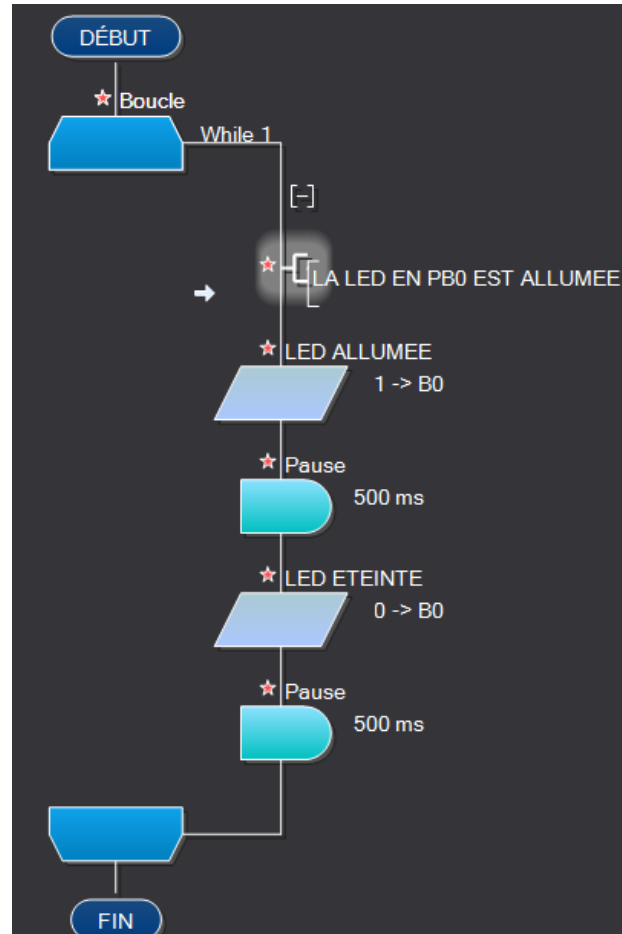 DÉBUT
Boucle
While 1
[-]
LA LED EN PB0 EST ALLUMEE
LED ALLUMEE
1 -> B0
Pause
500 ms
LED ETEINTE
0 -> B0
Pause
500 ms
FIN